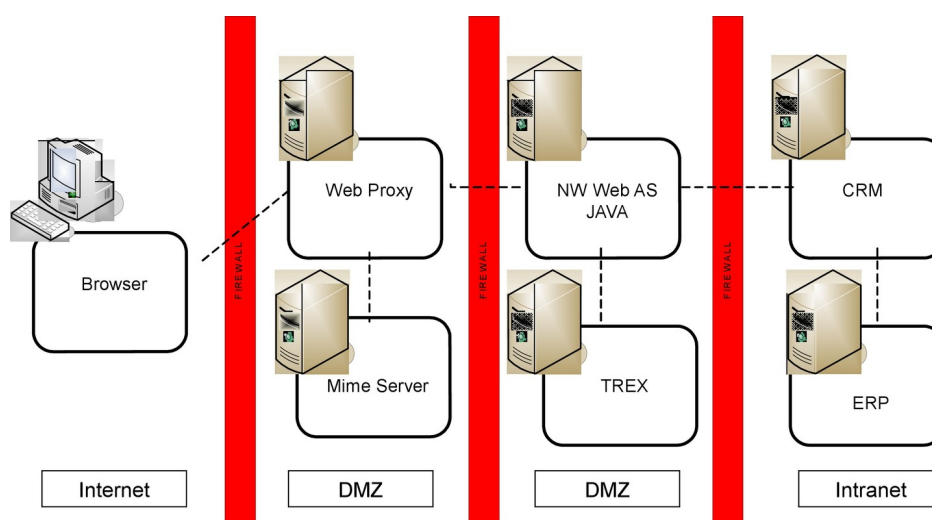 Web Proxy
NW Web AS
JAVA
CRM
Browser
FIREWALL
FIREWALL
FIREWALL
Mime Server
TREX
ERP
Internet
DMZ
DMZ
Intranet